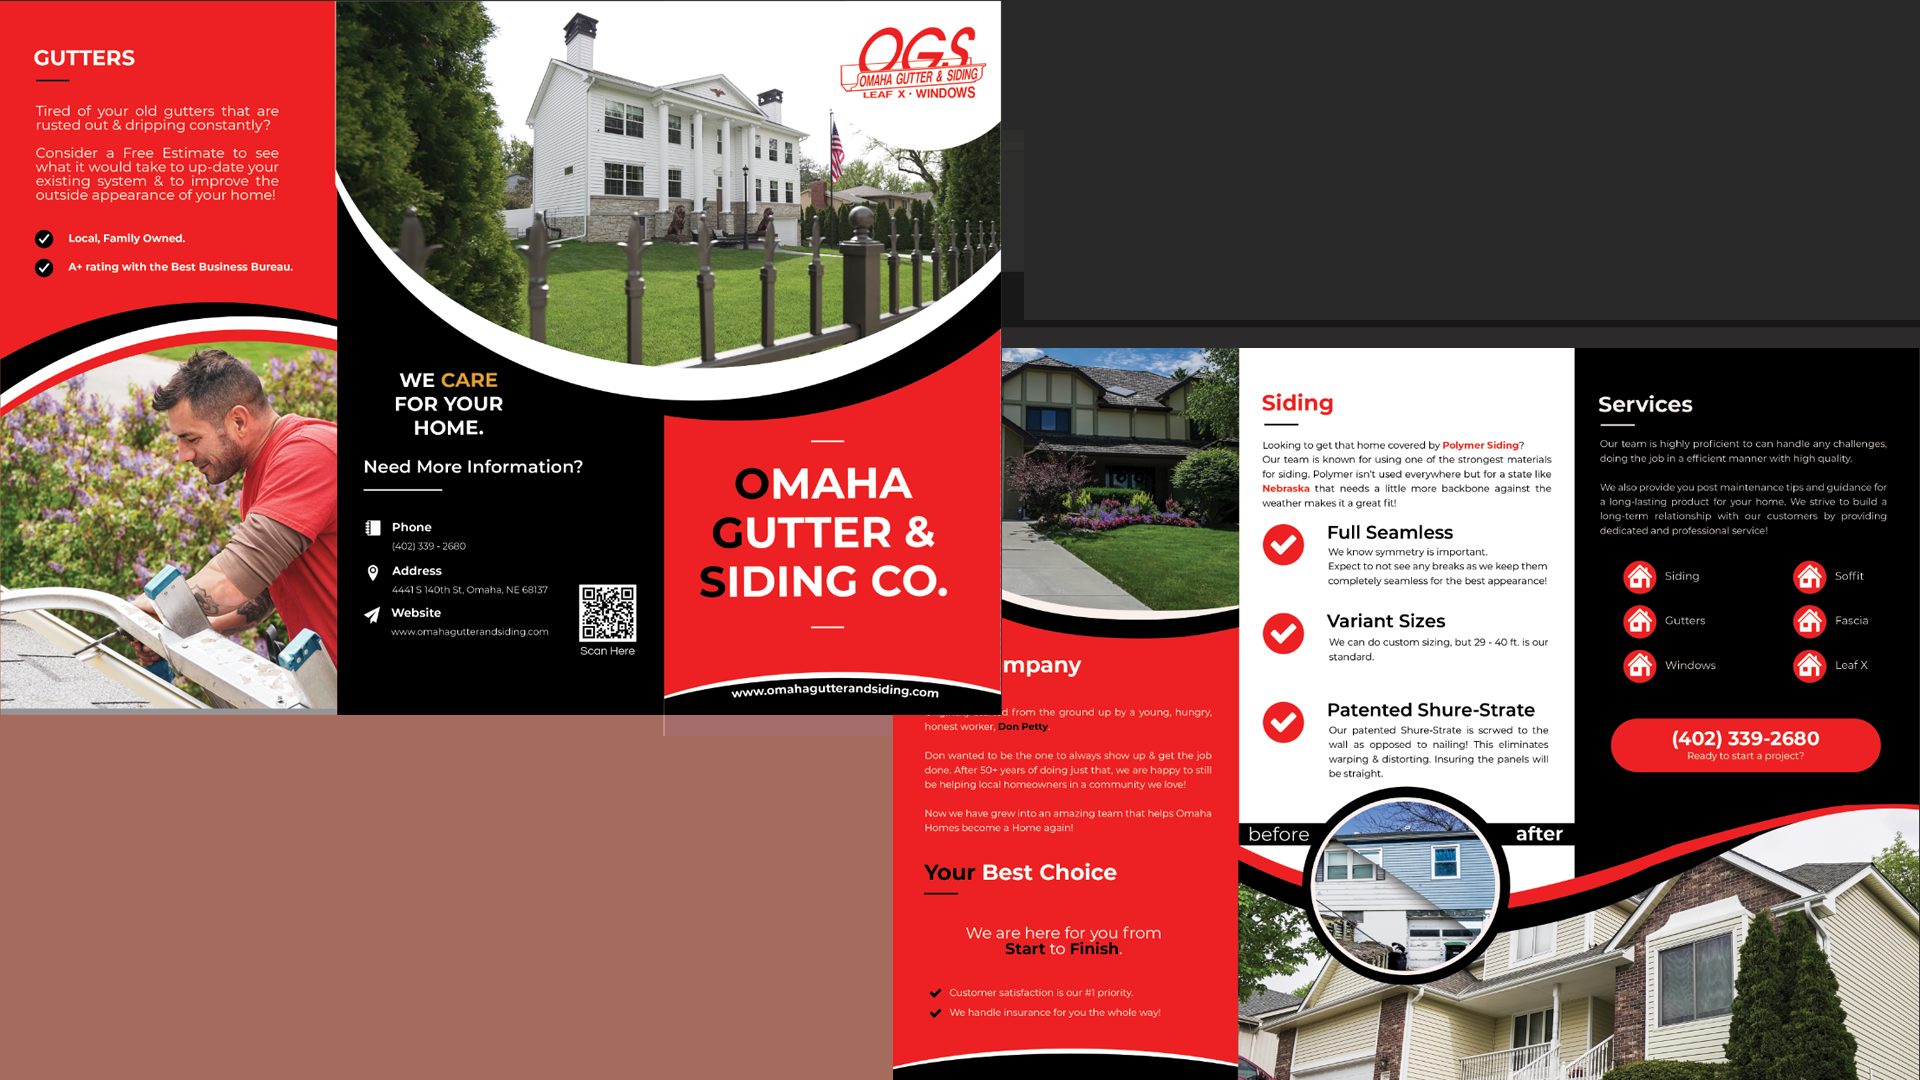 GUTTERS
Tired of your old gutters that are
rusted out & dripping constantly?
Consider a Free Estimate to see
what it would take to up-date your
existing system & to improve the
outside appearance of your home!
Local, Family Owned.
A+ rating with the Best Business Bureau.
WE CARE
FOR YOUR
HOME.
Need More Information?
Phone
(402) 339 - 2680
Address
4441 S 140th St, Omaha, NE 68137
Website
www.omahagutterandsiding.com
Scan Here
OGS
OMAHA GUTTER & SIDING
LEAF X · WINDOWS
OMAHA
GUTTER &
SIDING CO.
www.omahagutterandsiding.com
mpany
from the ground up by a young, hungry,
honest worker, Don Petty.
Don wanted to be the one to always show up & get the job
done. After 50+ years of doing just that, we are happy to still
be helping local homeowners in a community we love!
Now we have grew into an amazing team that helps Omaha
Homes become a Home again!
Your Best Choice
We are here for you from
Start to Finish.
Customer satisfaction is our #1 priority.
We handle insurance for you the whole way!
Siding
Looking to get that home covered by Polymer Siding?
Our team is known for using one of the strongest materials
for siding. Polymer isn't used everywhere but for a state like
Nebraska that needs a little more backbone against the
weather makes it a great fit!
Full Seamless
We know symmetry is important.
Expect to not see any breaks as we keep them
completely seamless for the best appearance!
Variant Sizes
We can do custom sizing, but 29 - 40 ft. is our
standard.
Patented Shure-Strate
Our patented Shure-Strate is scrwed to the
wall as opposed to nailing! This eliminates
warping & distorting. Insuring the panels will
be straight.
before
after
Services
Our team is highly proficient to can handle any challenges,
doing the job in a efficient manner with high quality.
We also provide you post maintenance tips and guidance for
a long-lasting product for your home. We strive to build a
long-term relationship with our customers by providing
dedicated and professional service!
Siding
Soffit
Gutters
Fascia
Windows
Leaf X
(402) 339-2680
Ready to start a project?